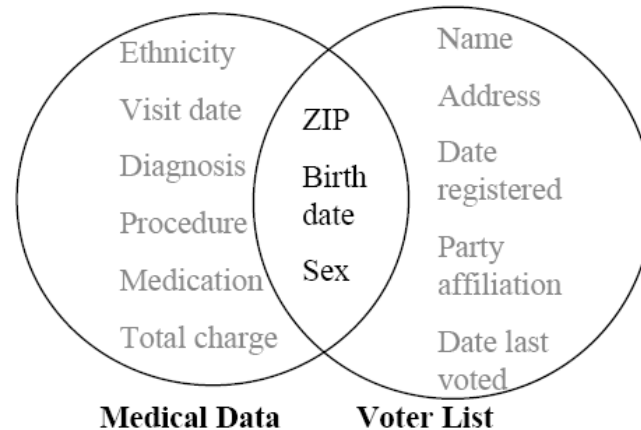 Ethnicity
Visit date
Diagnosis
Procedure
Medication
Total charge
ZIP
Birth
date
Sex
Name
Address
Date
registered
Party
affiliation
Date last
voted
Medical Data
Voter List